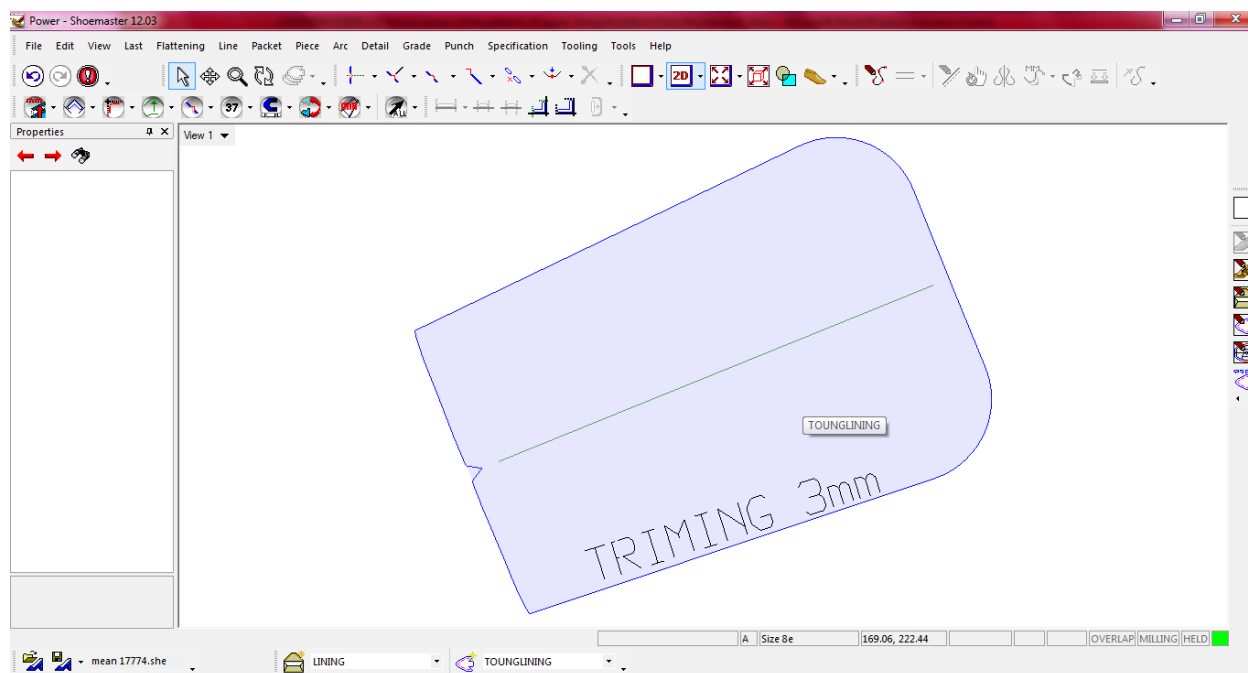 Power - Shoemaster 12.03
File Edit View Last Flattening Line Packet Piece Arc Detail Grade Punch Specification Tooling Tools Help
2D
37
Properties
View 1
TOUNGLINING
TRIMING 3mm
A Size 8e 169.06, 222.44 OVERLAP MILLING HELD
mean 17774.she LINING TOUNGLINING